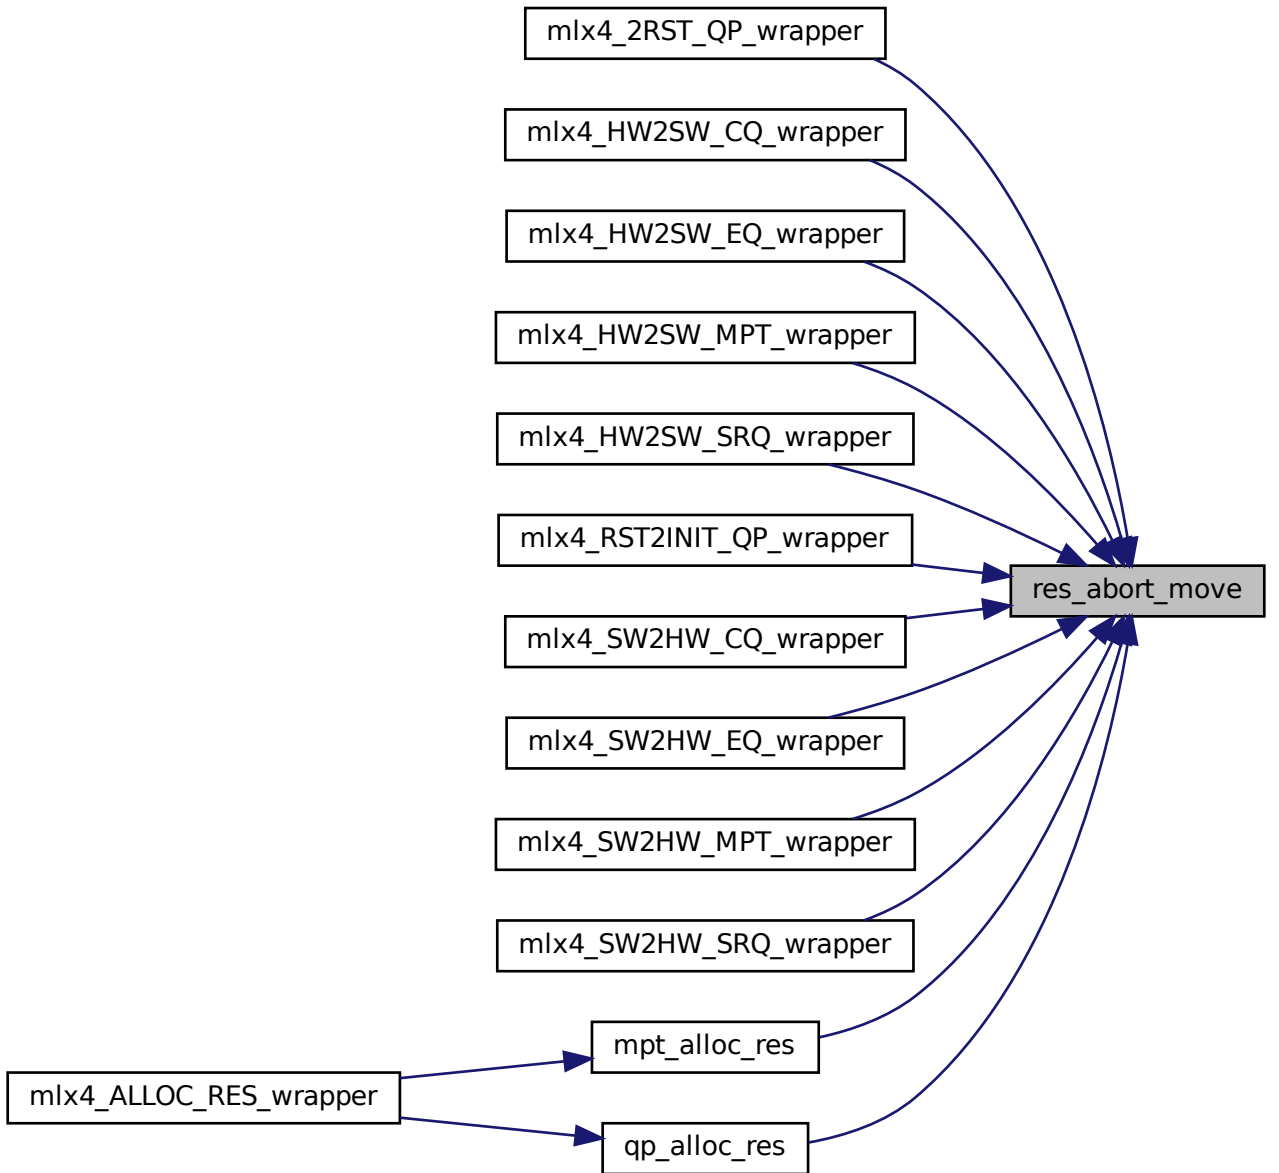 mlx4_2RST_QP_wrapper
mlx4_HW2SW_CQ_wrapper
mlx4_HW2SW_EQ_wrapper
mlx4_HW2SW_MPT_wrapper
mlx4_HW2SW_SRQ_wrapper
mlx4_RST2INIT_QP_wrapper
res_abort_move
mlx4_SW2HW_CQ_wrapper
mlx4_SW2HW_EQ_wrapper
mlx4_SW2HW_MPT_wrapper
mlx4_SW2HW_SRQ_wrapper
mpt_alloc_res
mlx4_ALLOC_RES_wrapper
qp_alloc_res